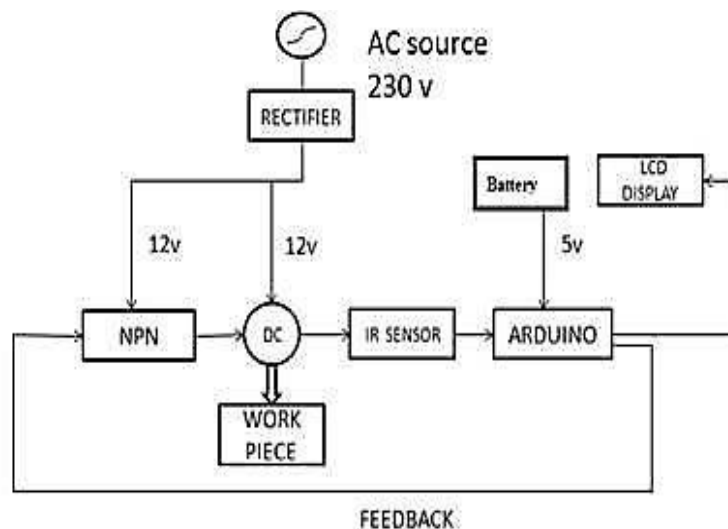 AC source
230 v
RECTIFIER
Battery
LCD
DISPLAY
12v
12v
5v
NPN
DC
IR SENSOR
ARDUINO
WORK
PIECE
FEEDBACK